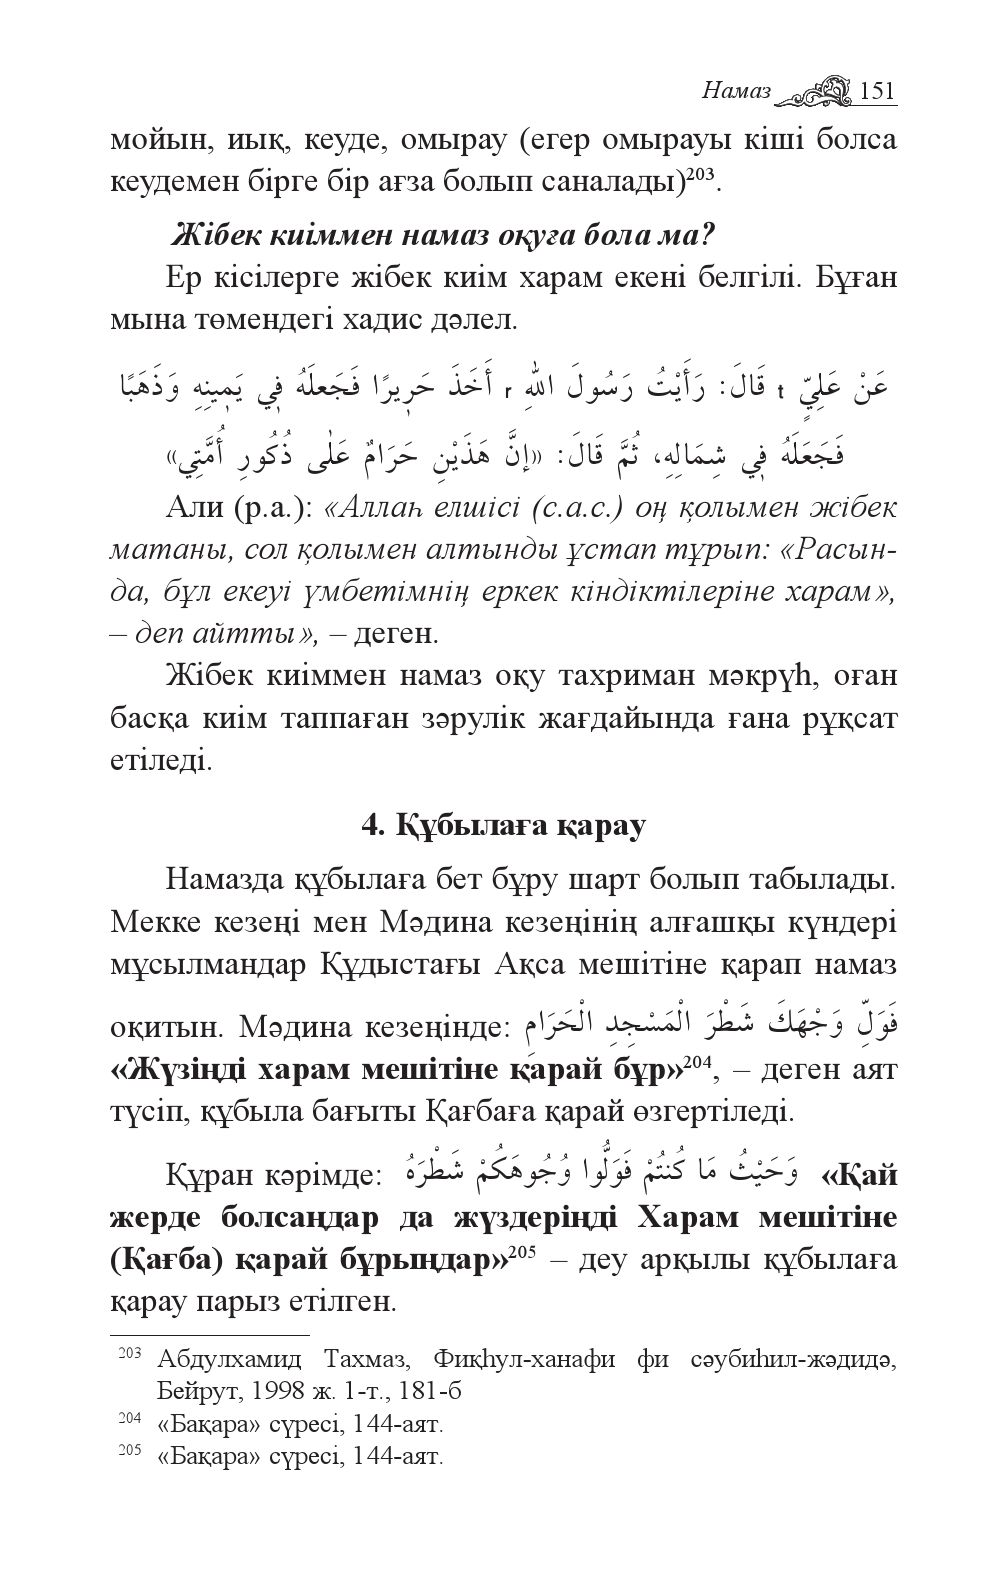 Намаз 151
мойын, иық, кеуде, омырау (егер омырауы кіші болса
кеудемен бірге бір ағза болып саналады)²⁰³.
Жібек киіммен намаз оқуға бола ма?
Ер кісілерге жібек киім харам екені белгілі. Бұған
мына төмендегі хадис дәлел.
عَنْ عَلِيٍّ t قَالَ: رَأَيْتُ رَسُولَ اللهِ r أَخَذَ حَرِيرًا فَجَعلَهُ فِي يَمِينِهِ وَذَهَبًا
فَجَعَلَهُ فِي شِمَالِهِ، ثُمَّ قَالَ: «إنَّ هَذَيْنِ حَرَامٌ عَلٰى ذُكُورِ أُمَّتِي»
Али (р.а.): «Аллаһ елшісі (с.а.с.) оң қолымен жібек
матаны, сол қолымен алтынды ұстап тұрып: «Расын-
да, бұл екеуі үмбетімнің еркек кіндіктілеріне харам»,
– деп айтты», – деген.
Жібек киіммен намаз оқу тахриман мәкрүһ, оған
басқа киім таппаған зәрулік жағдайында ғана рұқсат
етіледі.
4. Құбылаға қарау
Намазда құбылаға бет бұру шарт болып табылады.
Мекке кезеңі мен Мәдина кезеңінің алғашқы күндері
мұсылмандар Құдыстағы Ақса мешітіне қарап намаз
оқитын. Мәдина кезеңінде: فَوَلِّ وَجْهَكَ شَطْرَ الْمَسْجِدِ الْحَرَامِ
«Жүзіңді харам мешітіне қарай бұр»²⁰⁴, – деген аят
түсіп, құбыла бағыты Қағбаға қарай өзгертіледі.
Құран кәрімде: وَحَيْثُ مَا كُنتُمْ فَوَلُّوا وُجُوهَكُمْ شَطْرَهُ «Қай
жерде болсаңдар да жүздеріңді Харам мешітіне
(Қағба) қарай бұрыңдар»²⁰⁵ – деу арқылы құбылаға
қарау парыз етілген.
²⁰³ Абдулхамид Тахмаз, Фиқһул-ханафи фи сәубиһил-жәдидә,
Бейрут, 1998 ж. 1-т., 181-б
²⁰⁴ «Бақара» сүресі, 144-аят.
²⁰⁵ «Бақара» сүресі, 144-аят.